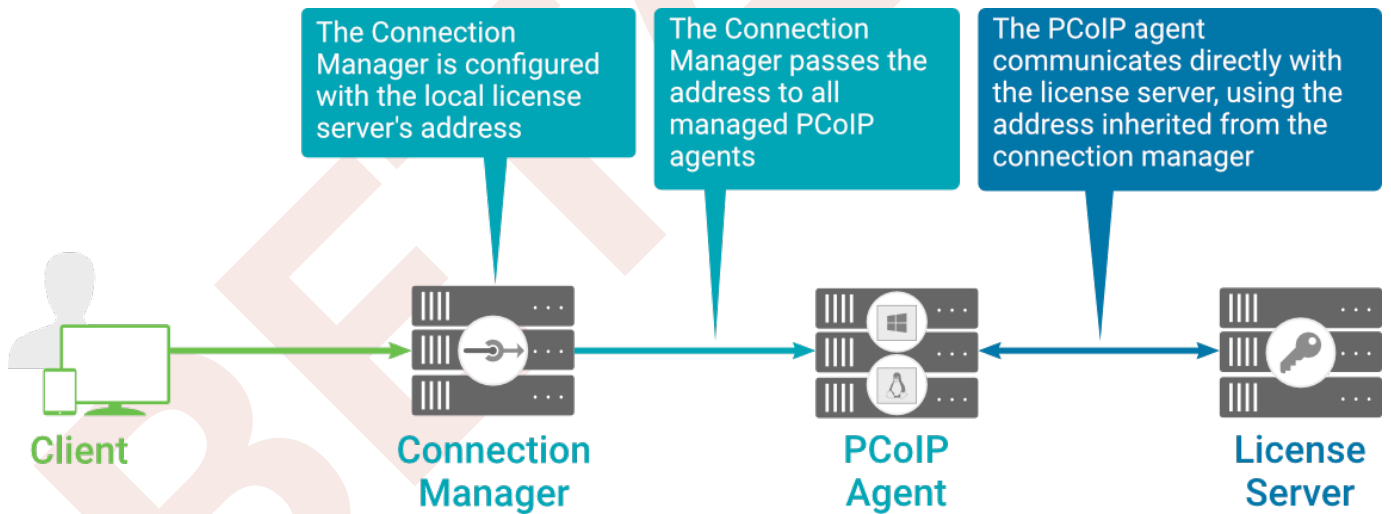 The Connection
Manager is configured
with the local license
server's address
The Connection
Manager passes the
address to all
managed PCoIP
agents
The PCoIP agent
communicates directly with
the license server, using the
address inherited from the
connection manager
Client
Connection
Manager
PCoIP
Agent
License
Server